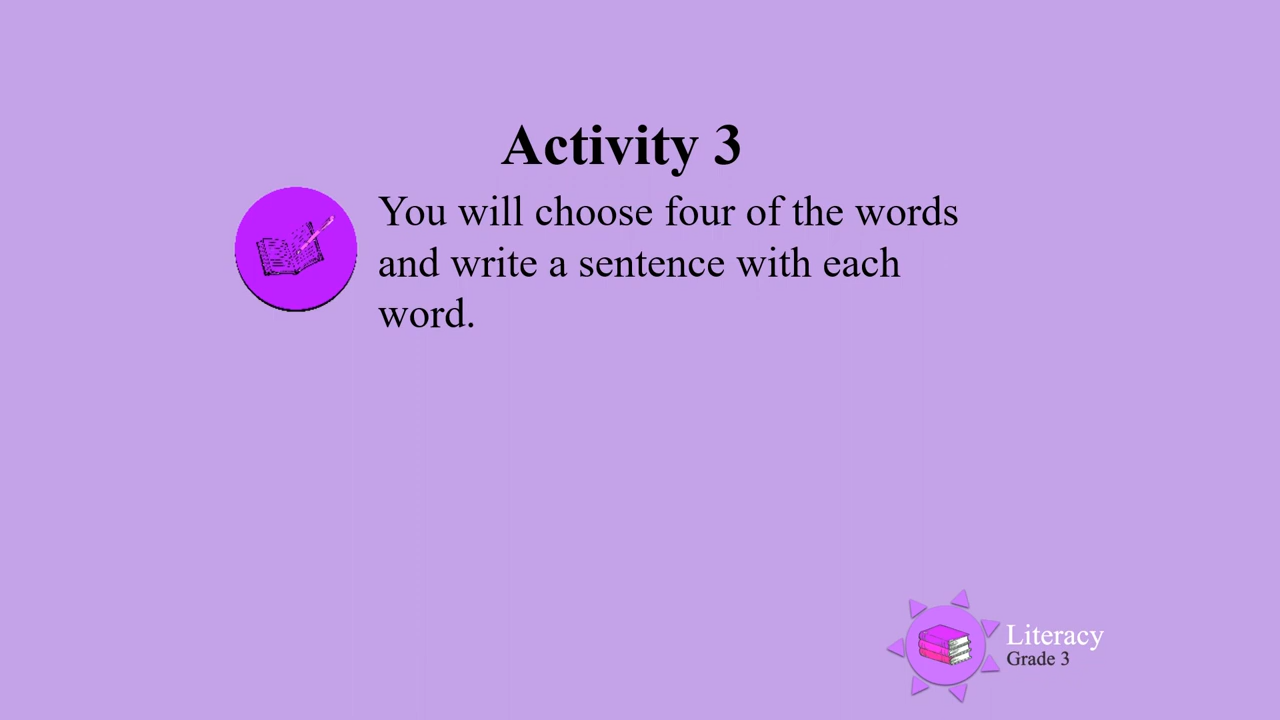 Activity 3
You will choose four of the words
and write a sentence with each
word.
Literacy
Grade 3